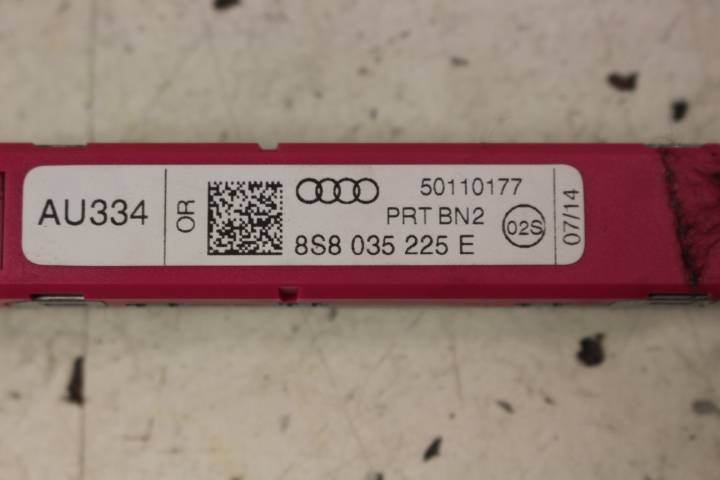 AU334
OR
50110177
PRT BN2
02S
8S8 035 225 E
07/14